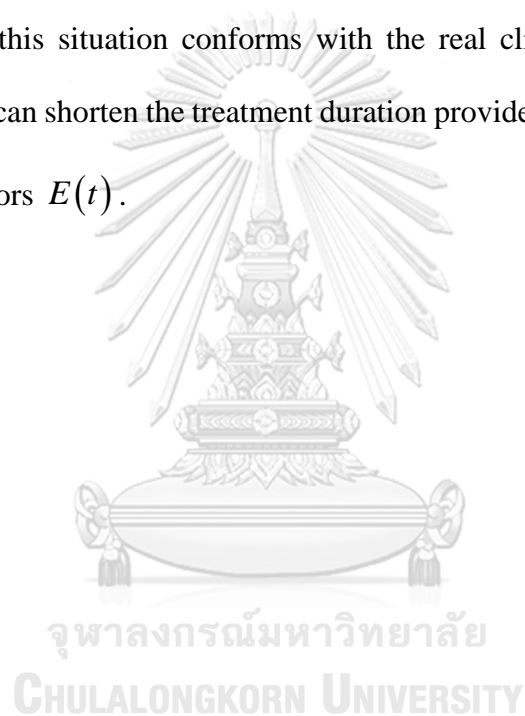 this situation conforms with the real cli
can shorten the treatment duration provide
ors E(t).
จุฬาลงกรณ์มหาวิทยาลัย
CHULALONGKORN UNIVERSITY